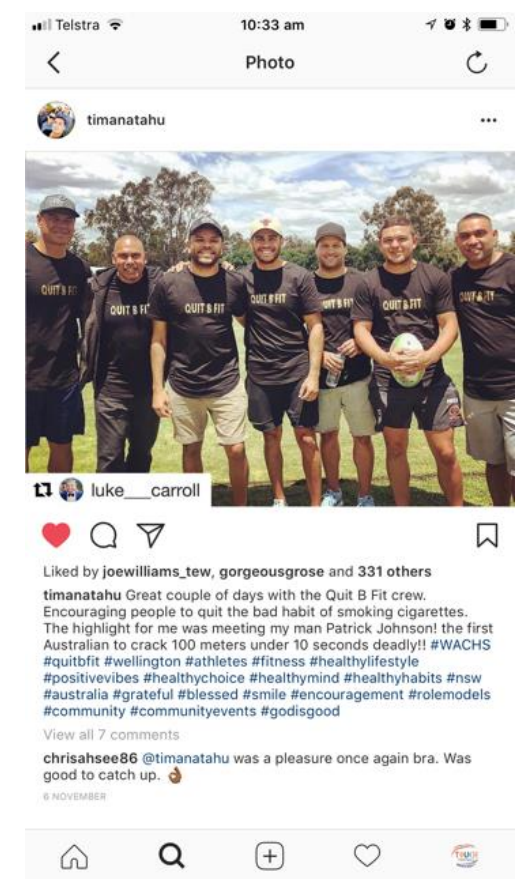 Telstra 10:33 am
Photo
timanatahu
QUIT B FIT
QUIT B FIT
QUIT B FIT
QUIT B FIT
QUIT B FIT
QUIT B FIT
QUIT B FIT
luke___carroll
Liked by joewilliams_tew, gorgeousgrose and 331 others
timanatahu Great couple of days with the Quit B Fit crew.
Encouraging people to quit the bad habit of smoking cigarettes.
The highlight for me was meeting my man Patrick Johnson! the first
Australian to crack 100 meters under 10 seconds deadly!! #WACHS
#quitbfit #wellington #athletes #fitness #healthylifestyle
#positivevibes #healthychoice #healthymind #healthyhabits #nsw
#australia #grateful #blessed #smile #encouragement #rolemodels
#community #communityevents #godisgood
View all 7 comments
chrisahsee86 @timanatahu was a pleasure once again bra. Was
good to catch up. 👌🏾
6 NOVEMBER